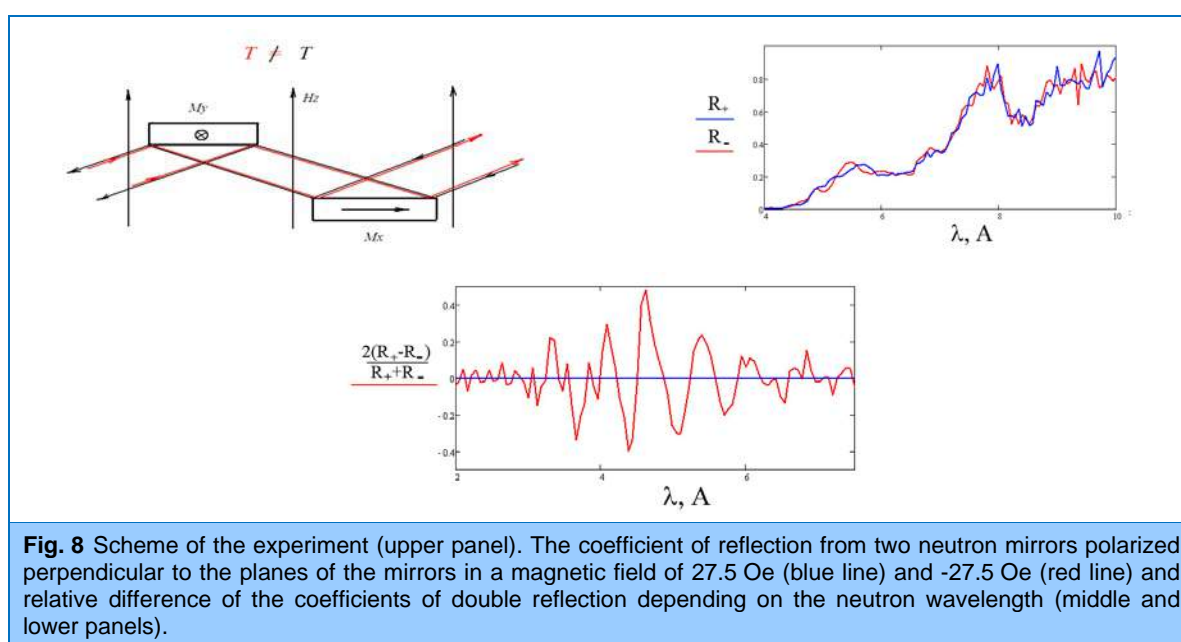 T ≠ T
My
Hz
Mx
R₊
R₋
0.8
0.6
0.4
0.2
0
4 6 8 10
λ, A
2(R₊-R₋)
R₊+R₋
0.4
0.2
0
- 0.2
- 0.4
2 4 6
λ, A
Fig. 8 Scheme of the experiment (upper panel). The coefficient of reflection from two neutron mirrors polarized
perpendicular to the planes of the mirrors in a magnetic field of 27.5 Oe (blue line) and -27.5 Oe (red line) and
relative difference of the coefficients of double reflection depending on the neutron wavelength (middle and
lower panels).